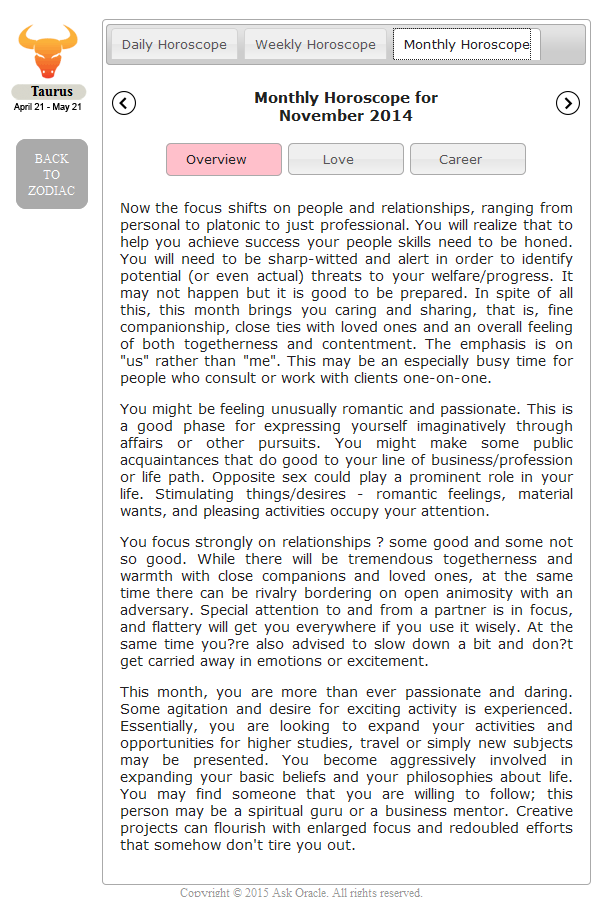 Daily Horoscope
Weekly Horoscope
Monthly Horoscope
Taurus
April 21 - May 21
BACK
TO
ZODIAC
Monthly Horoscope for
November 2014
Overview
Love
Career
Now the focus shifts on people and relationships, ranging from
personal to platonic to just professional. You will realize that to
help you achieve success your people skills need to be honed.
You will need to be sharp-witted and alert in order to identify
potential (or even actual) threats to your welfare/progress. It
may not happen but it is good to be prepared. In spite of all
this, this month brings you caring and sharing, that is, fine
companionship, close ties with loved ones and an overall feeling
of both togetherness and contentment. The emphasis is on
"us" rather than "me". This may be an especially busy time for
people who consult or work with clients one-on-one.
You might be feeling unusually romantic and passionate. This is
a good phase for expressing yourself imaginatively through
affairs or other pursuits. You might make some public
acquaintances that do good to your line of business/profession
or life path. Opposite sex could play a prominent role in your
life. Stimulating things/desires - romantic feelings, material
wants, and pleasing activities occupy your attention.
You focus strongly on relationships ? some good and some not
so good. While there will be tremendous togetherness and
warmth with close companions and loved ones, at the same
time there can be rivalry bordering on open animosity with an
adversary. Special attention to and from a partner is in focus,
and flattery will get you everywhere if you use it wisely. At the
same time you?re also advised to slow down a bit and don?t
get carried away in emotions or excitement.
This month, you are more than ever passionate and daring.
Some agitation and desire for exciting activity is experienced.
Essentially, you are looking to expand your activities and
opportunities for higher studies, travel or simply new subjects
may be presented. You become aggressively involved in
expanding your basic beliefs and your philosophies about life.
You may find someone that you are willing to follow; this
person may be a spiritual guru or a business mentor. Creative
projects can flourish with enlarged focus and redoubled efforts
that somehow don't tire you out.
Copyright © 2015 Ask Oracle. All rights reserved.